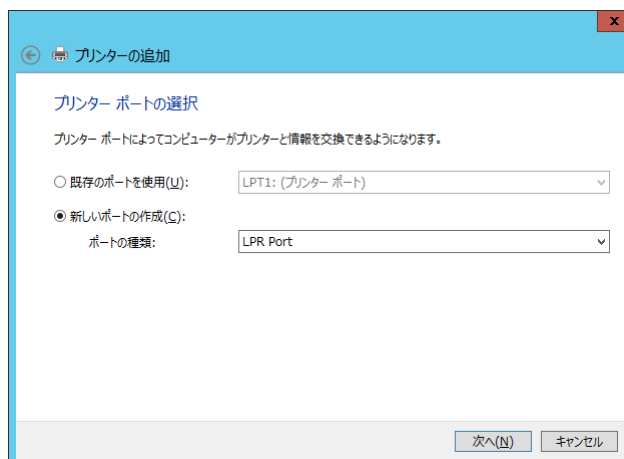 プリンターの追加
プリンター ポートの選択
プリンター ポートによってコンピューターがプリンターと情報を交換できるようになります。
既存のポートを使用(U): LPT1: (プリンター ポート)
新しいポートの作成(C):
ポートの種類: LPR Port
次へ(N) キャンセル